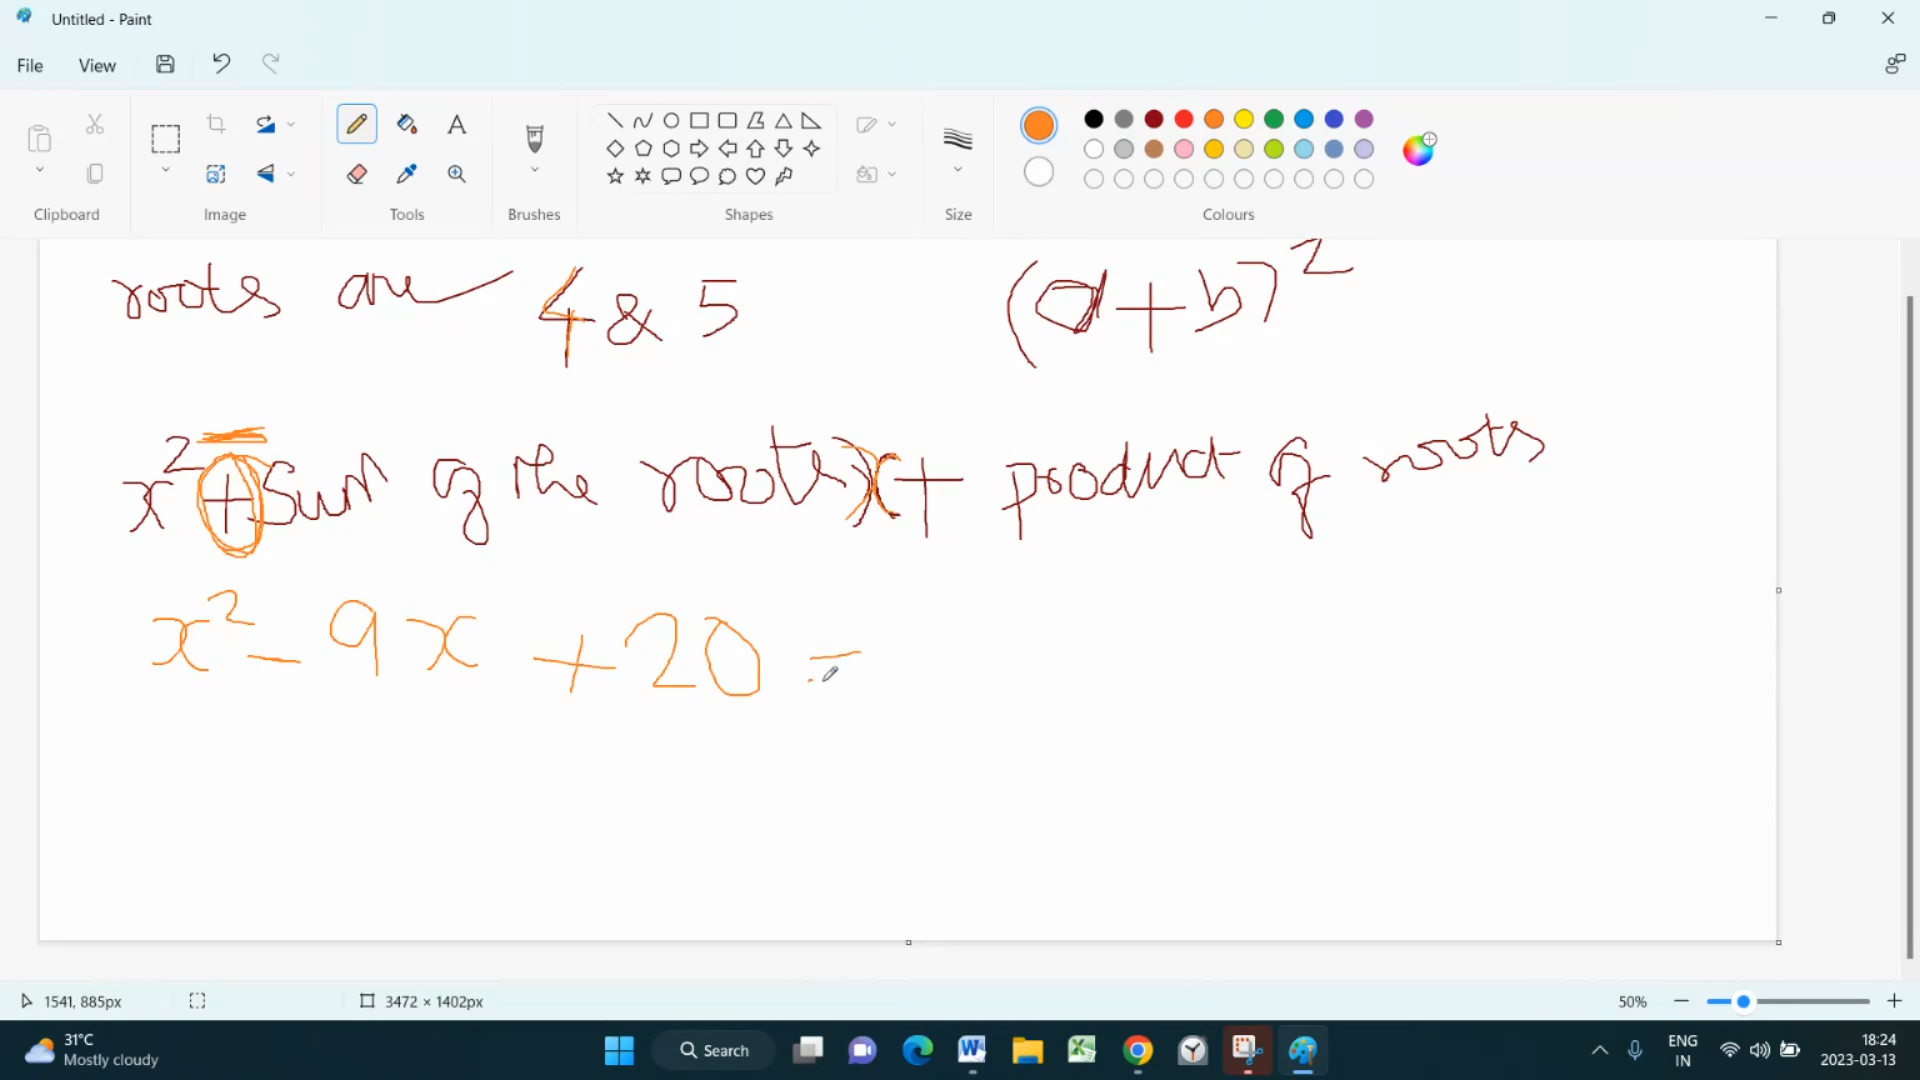 Untitled - Paint
File View
Clipboard Image Tools Brushes Shapes Size Colours
roots are 4 & 5 (a+b)²
x² + Sum of the roots x + product of roots
x² - 9x + 20 =
1541, 885px 3472 × 1402px 50%
31°C
Mostly cloudy
Search
ENG
IN
18:24
2023-03-13